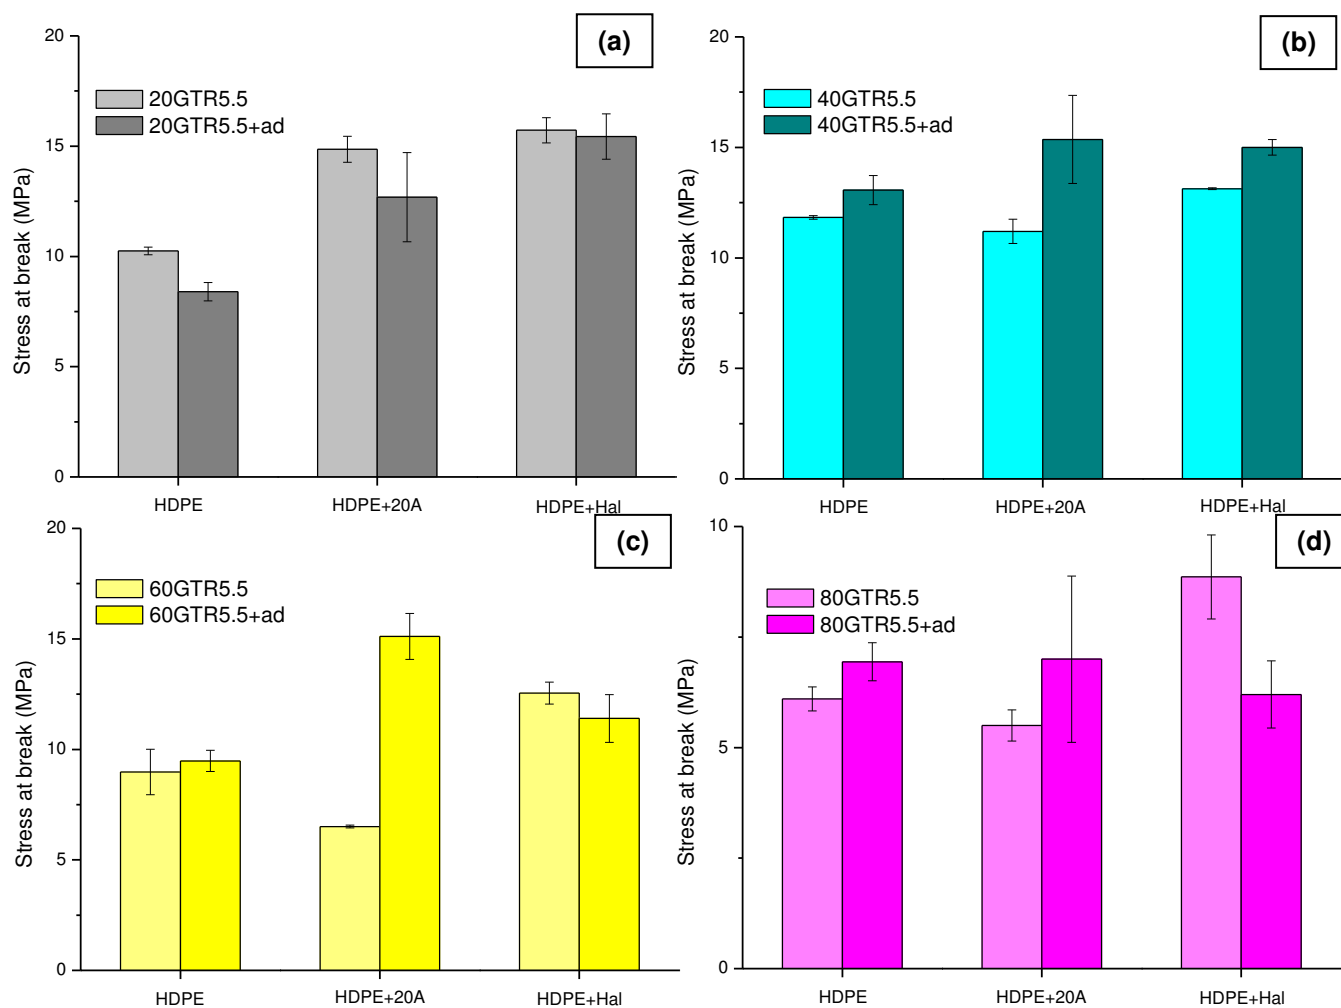 (a)
20
15
10
5
0
Stress at break (MPa)
20GTR5.5
20GTR5.5+ad
HDPE
HDPE+20A
HDPE+Hal
(b)
20
15
10
5
0
Stress at break (MPa)
40GTR5.5
40GTR5.5+ad
HDPE
HDPE+20A
HDPE+Hal
(c)
20
15
10
5
0
Stress at break (MPa)
60GTR5.5
60GTR5.5+ad
HDPE
HDPE+20A
HDPE+Hal
(d)
10
5
0
Stress at break (MPa)
80GTR5.5
80GTR5.5+ad
HDPE
HDPE+20A
HDPE+Hal